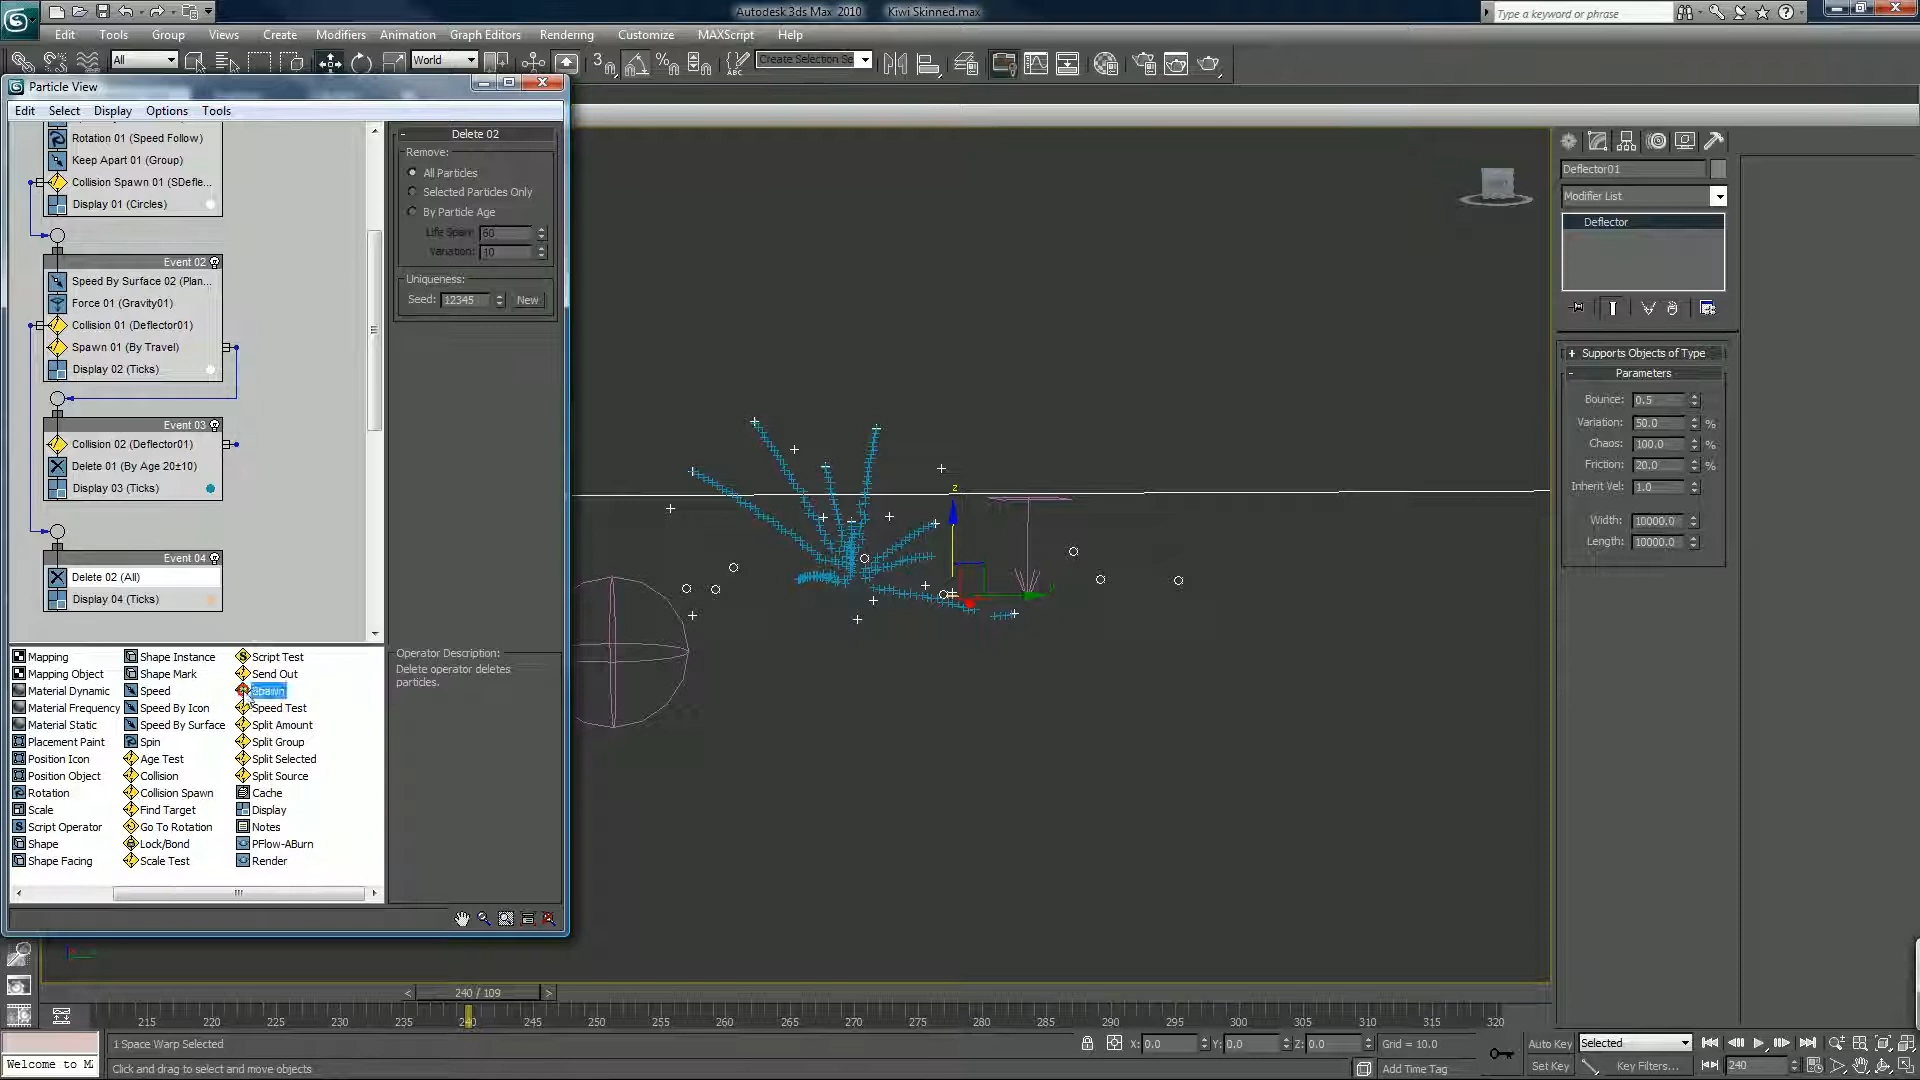 Autodesk 3ds Max 2010 Kiwi Skinned.max
Type a keyword or phrase
Edit Tools Group Views Create Modifiers Animation Graph Editors Rendering Customize MAXScript Help
All World Create Selection Se
Particle View
Edit Select Display Options Tools
Rotation 01 (Speed Follow)
Keep Apart 01 (Group)
Collision Spawn 01 (SDefle...
Display 01 (Circles)
Event 02
Speed By Surface 02 (Plan...
Force 01 (Gravity01)
Collision 01 (Deflector01)
Spawn 01 (By Travel)
Display 02 (Ticks)
Event 03
Collision 02 (Deflector01)
Delete 01 (By Age 20±10)
Display 03 (Ticks)
Event 04
Delete 02 (All)
Display 04 (Ticks)
Delete 02
Remove:
All Particles
Selected Particles Only
By Particle Age
Life Span: 60
Variation: 10
Uniqueness:
Seed: 12345 New
Operator Description:
Delete operator deletes
particles.
Mapping Shape Instance Script Test
Mapping Object Shape Mark Send Out
Material Dynamic Speed Spawn
Material Frequency Speed By Icon Speed Test
Material Static Speed By Surface Split Amount
Placement Paint Spin Split Group
Position Icon Age Test Split Selected
Position Object Collision Split Source
Rotation Collision Spawn Cache
Scale Find Target Display
Script Operator Go To Rotation Notes
Shape Lock/Bond PFlow-ABurn
Shape Facing Scale Test Render
z
Deflector01
Modifier List
Deflector
Supports Objects of Type
Parameters
Bounce: 0.5
Variation: 50.0 %
Chaos: 100.0 %
Friction: 20.0 %
Inherit Vel: 1.0
Width: 10000.0
Length: 10000.0
240 / 109
215 220 225 230 235 240 245 250 255 260 265 270 275 280 285 290 295 300 305 310 315 320
1 Space Warp Selected X: 0.0 Y: 0.0 Z: 0.0 Grid = 10.0 Auto Key Selected
Welcome to M Click and drag to select and move objects Add Time Tag Set Key Key Filters... 240